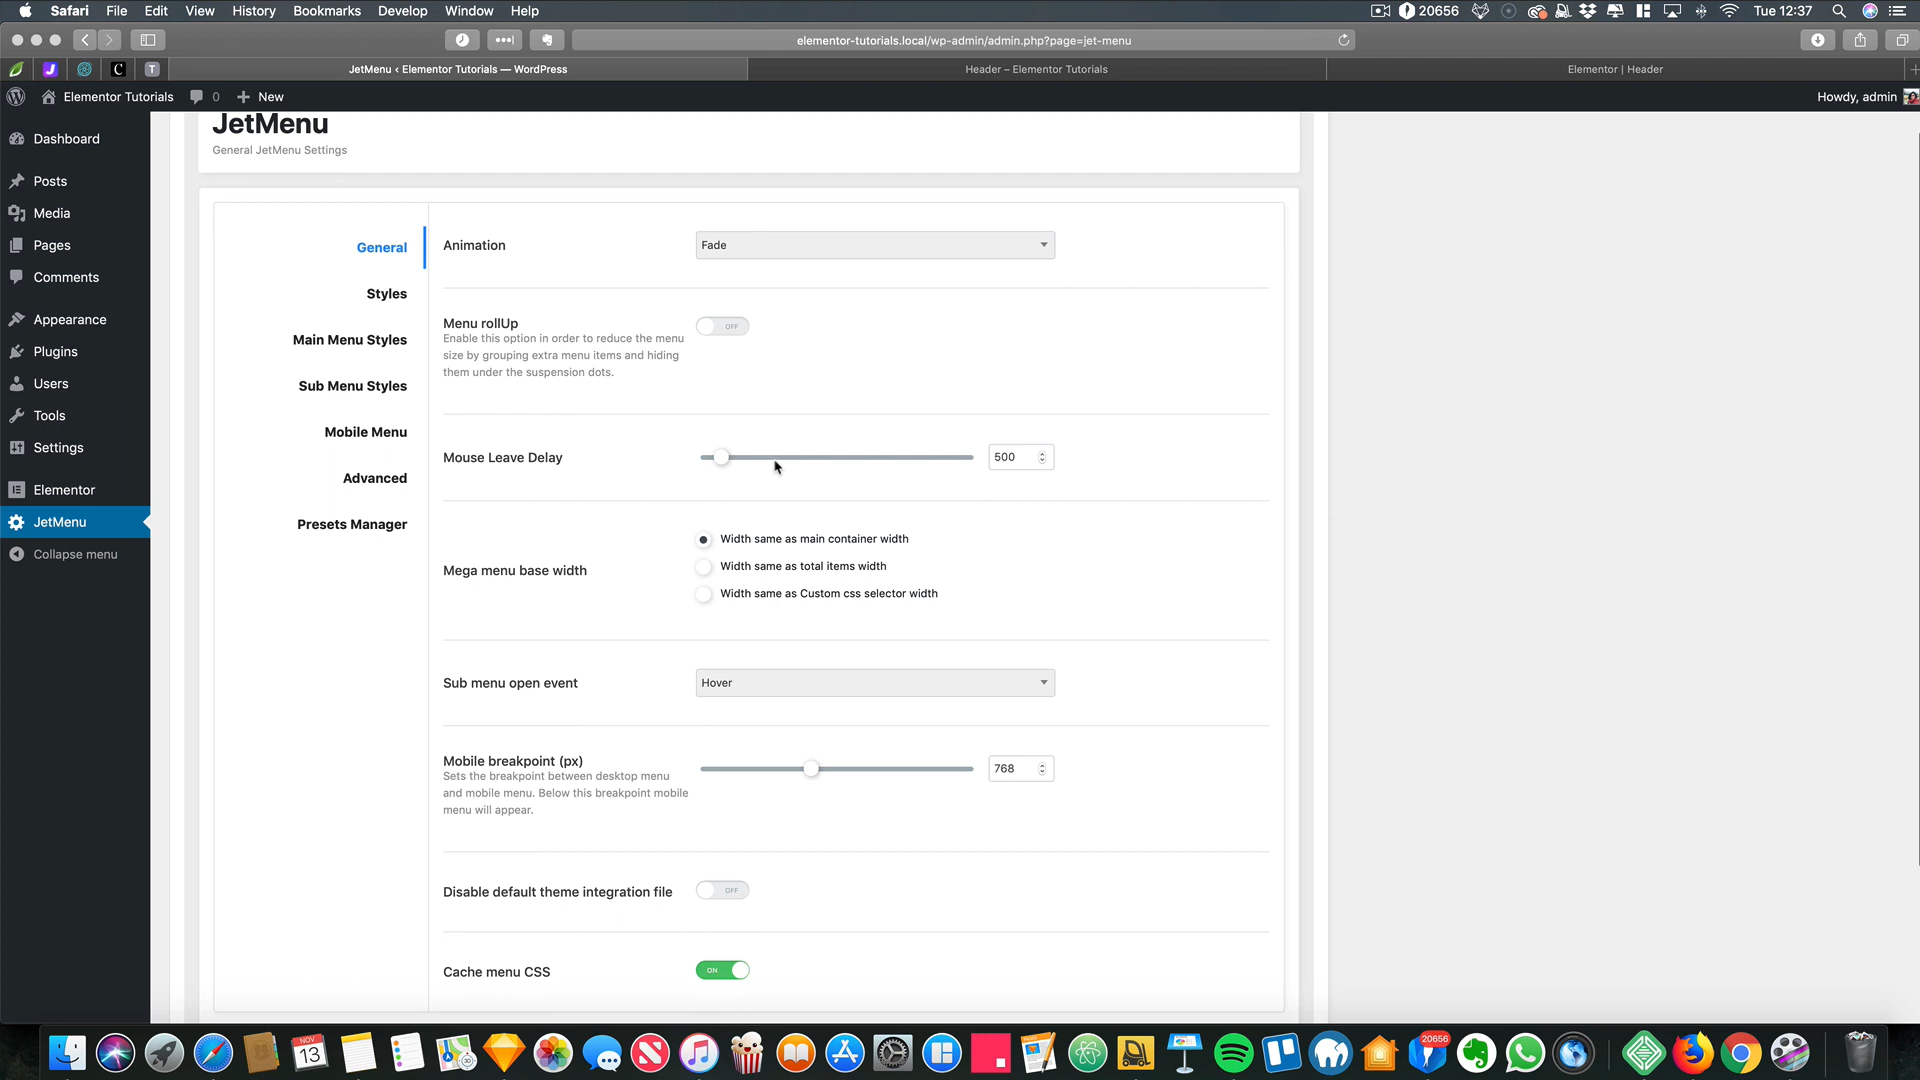 Safari File Edit View History Bookmarks Develop Window Help 20656 Tue 12:37
elementor-tutorials.local/wp-admin/admin.php?page=jet-menu
JetMenu ‹ Elementor Tutorials — WordPress Header – Elementor Tutorials Elementor | Header
Elementor Tutorials 0 New Howdy, admin
JetMenu
General JetMenu Settings
Dashboard
Posts
Media
Pages
Comments
Appearance
Plugins
Users
Tools
Settings
Elementor
JetMenu
Collapse menu
General
Styles
Main Menu Styles
Sub Menu Styles
Mobile Menu
Advanced
Presets Manager
Animation Fade
Menu rollUp OFF
Enable this option in order to reduce the menu
size by grouping extra menu items and hiding
them under the suspension dots.
Mouse Leave Delay 500
Mega menu base width
Width same as main container width
Width same as total items width
Width same as Custom css selector width
Sub menu open event Hover
Mobile breakpoint (px) 768
Sets the breakpoint between desktop menu
and mobile menu. Below this breakpoint mobile
menu will appear.
Disable default theme integration file OFF
Cache menu CSS ON
NOV
13
20656